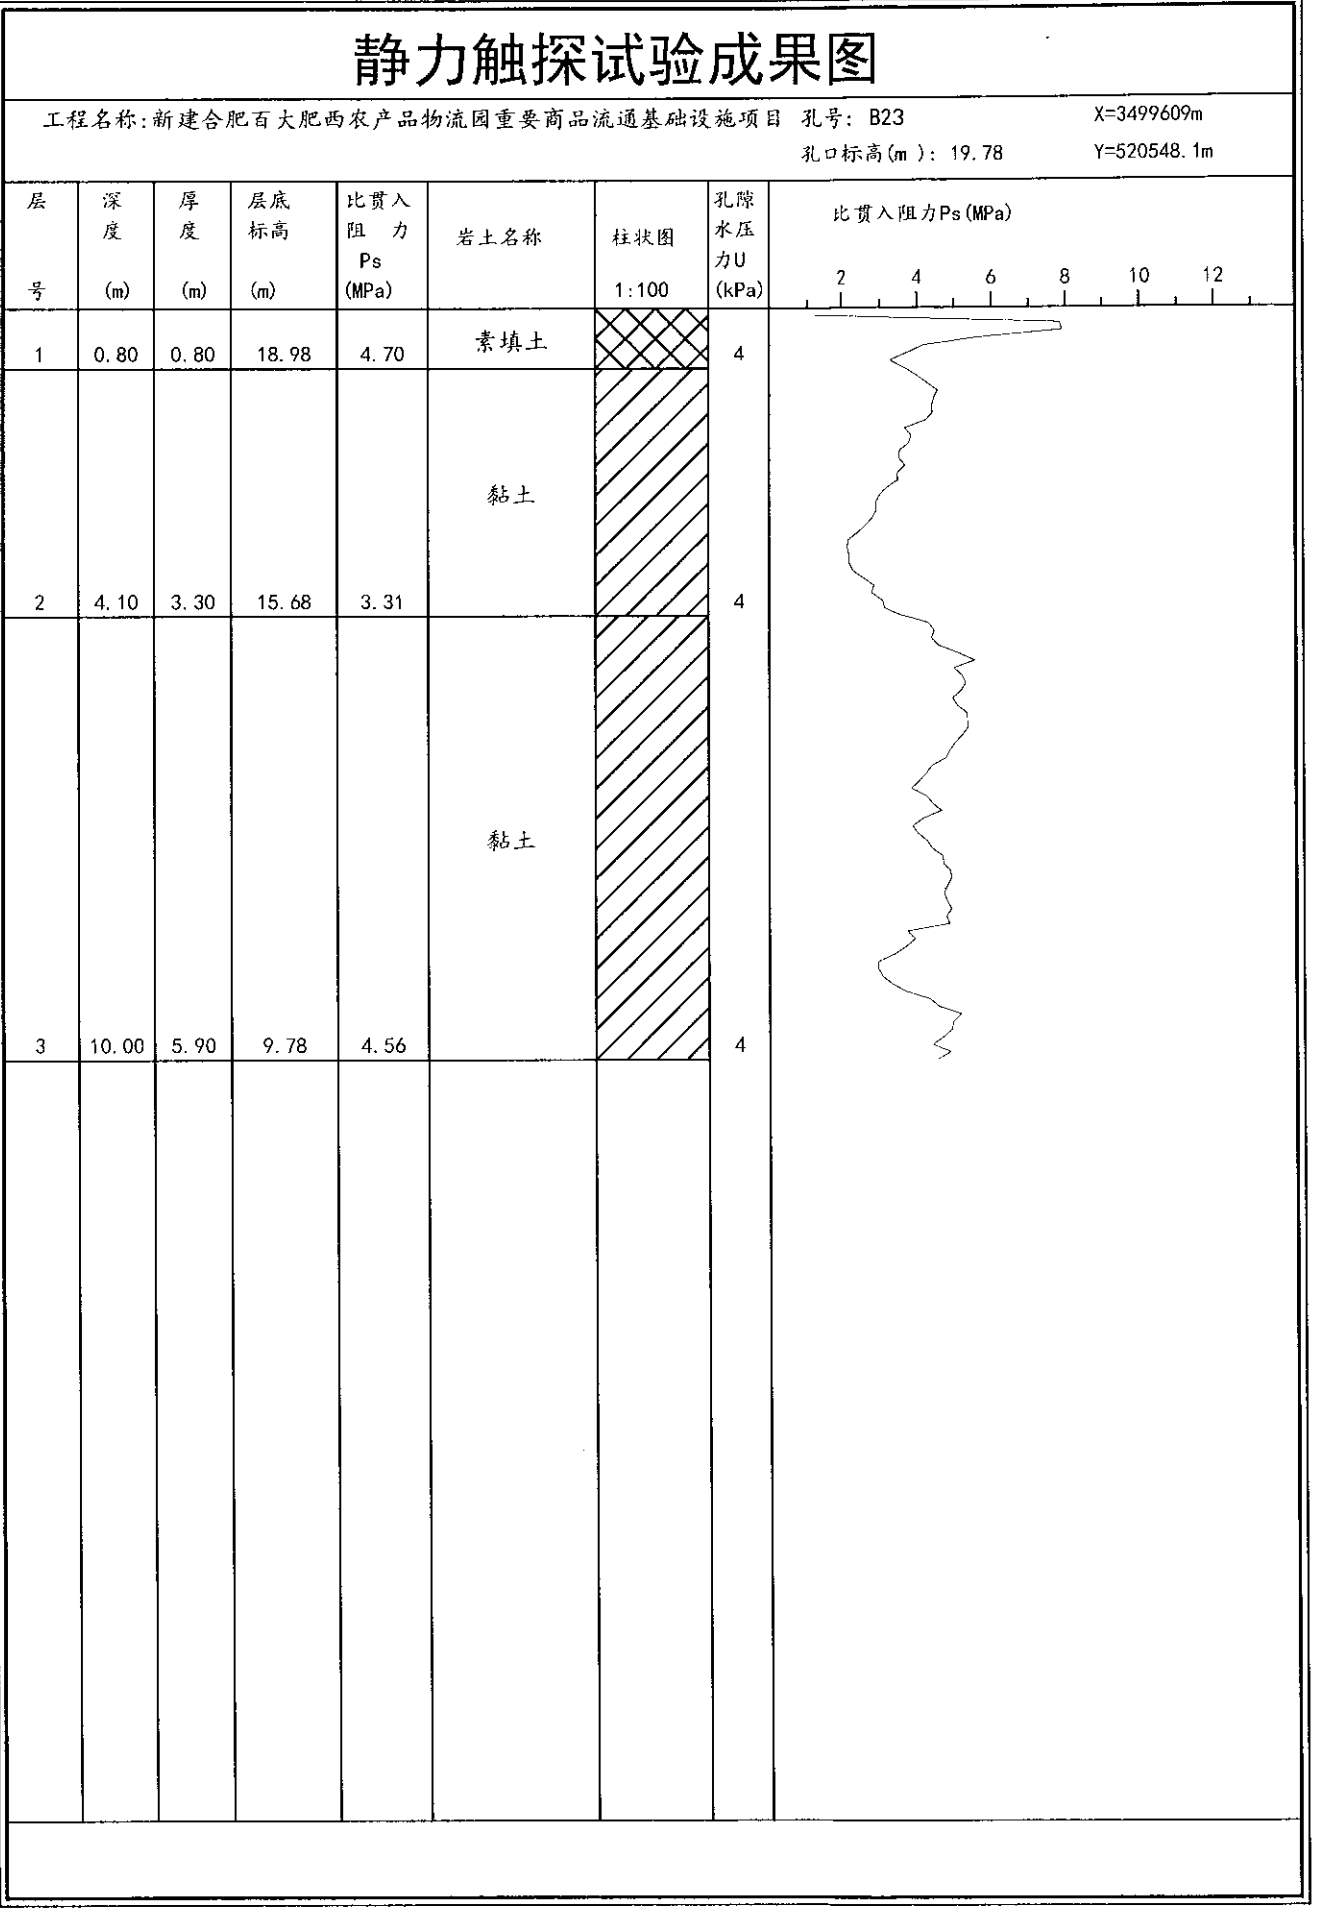 静力触探试验成果图
工程名称:新建合肥百大肥西农产品物流园重要商品流通基础设施项目 孔号: B23 X=3499609m
孔口标高(m ): 19.78 Y=520548.1m
层号 深度(m) 厚度(m) 层底标高(m) 比贯入阻力Ps(MPa) 岩土名称 柱状图1:100 孔隙水压力U(kPa) 比贯入阻力Ps(MPa)
2 4 6 8 10 12
1 0.80 0.80 18.98 4.70 素填土 4
黏土
2 4.10 3.30 15.68 3.31 4
黏土
3 10.00 5.90 9.78 4.56 4